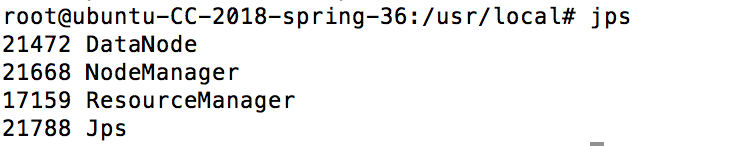 root@ubuntu-CC-2018-spring-36:/usr/local# jps
21472 DataNode
21668 NodeManager
17159 ResourceManager
21788 Jps